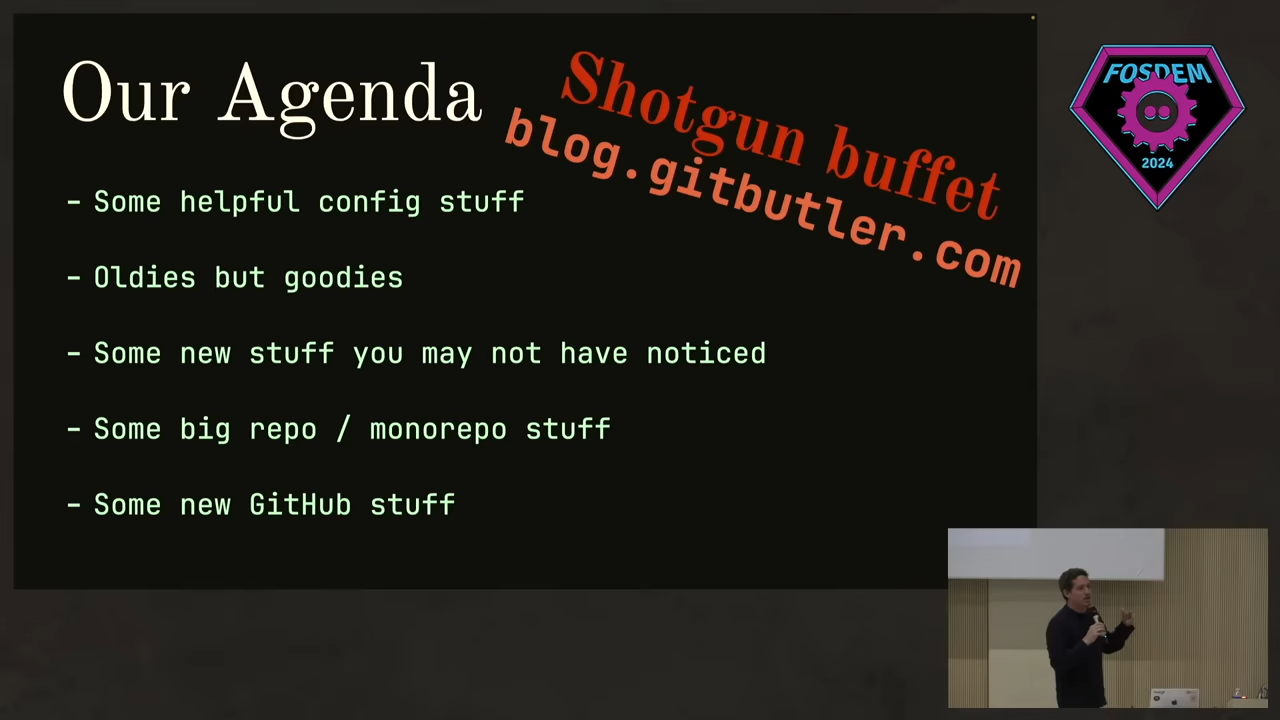 Our Agenda
Shotgun buffet
blog.gitbutler.com
- Some helpful config stuff
- Oldies but goodies
- Some new stuff you may not have noticed
- Some big repo / monorepo stuff
- Some new GitHub stuff
FOSDEM
2024